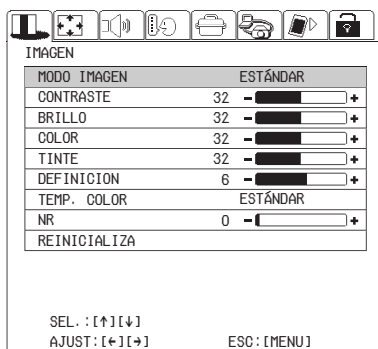 IMAGEN
MODO IMAGEN ESTÁNDAR
CONTRASTE 32 - +
BRILLO 32 - +
COLOR 32 - +
TINTE 32 - +
DEFINICION 6 - +
TEMP. COLOR ESTÁNDAR
NR 0 - +
REINICIALIZA
SEL.:[↑][↓]
AJUST:[←][→] ESC:[MENU]